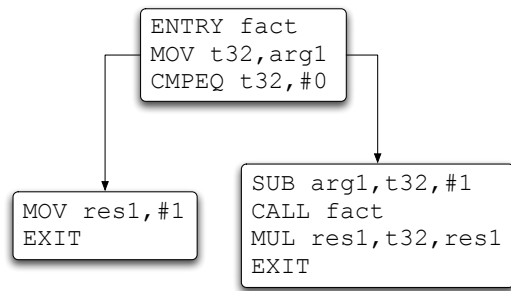 ENTRY fact
MOV t32,arg1
CMPEQ t32,#0
MOV res1,#1
EXIT
SUB arg1,t32,#1
CALL fact
MUL res1,t32,res1
EXIT